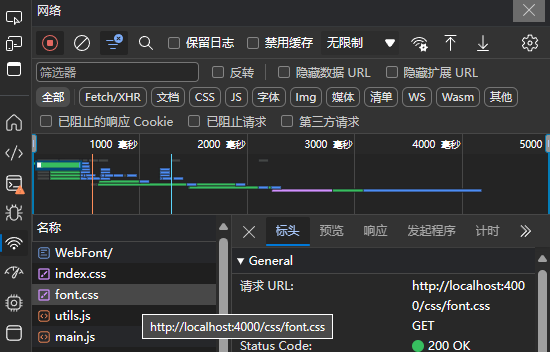 网络
保留日志 禁用缓存 无限制
筛选器 反转 隐藏数据 URL 隐藏扩展 URL
全部 Fetch/XHR 文档 CSS JS 字体 Img 媒体 清单 WS Wasm 其他
已阻止的响应 Cookie 已阻止请求 第三方请求
1000 毫秒 2000 毫秒 3000 毫秒 4000 毫秒 5000
名称
WebFont/
index.css
font.css
utils.js
main.js
http://localhost:4000/css/font.css
标头 预览 响应 发起程序 计时
General
请求 URL: http://localhost:400
0/css/font.css
GET
Status Code: 200 OK